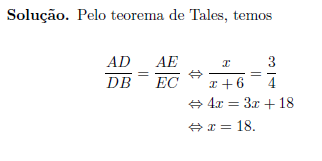 Solução. Pelo teorema de Tales, temos
AD/DB = AE/EC ⇔ x/(x + 6) = 3/4
⇔ 4x = 3x + 18
⇔ x = 18.